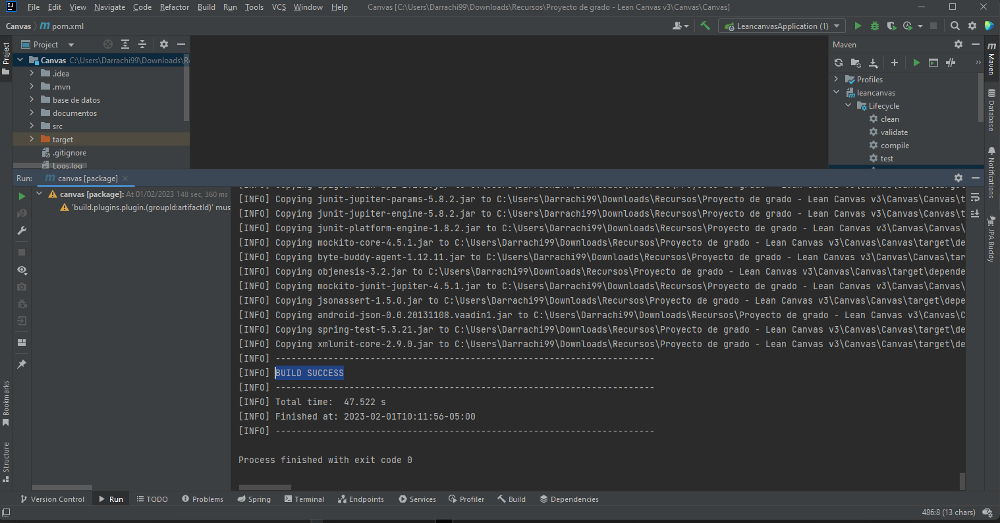 File Edit View Navigate Code Refactor Build Run Tools VCS Window Help Canvas [C:\Users\Darrachi99\Downloads\Recursos\Proyecto de grado - Lean Canvas v3\Canvas\Canvas]
Canvas pom.xml LeancanvasApplication (1)
Project
Project
Canvas C:\Users\Darrachi99\Downloads\Re
.idea
.mvn
base de datos
documentos
src
target
.gitignore
Logs.log
Maven
Profiles
leancanvas
Lifecycle
clean
validate
compile
test
Maven
Database
Notifications
JPA Buddy
Run: canvas [package]
canvas [package]: At 01/02/2023 1 48 sec, 360 ms
'build.plugins.plugin.(groupId:artifactId)' mus
[INFO] Copying junit-jupiter-params-5.8.2.jar to C:\Users\Darrachi99\Downloads\Recursos\Proyecto de grado - Lean Canvas v3\Canvas\Canvas\t
[INFO] Copying junit-jupiter-engine-5.8.2.jar to C:\Users\Darrachi99\Downloads\Recursos\Proyecto de grado - Lean Canvas v3\Canvas\Canvas\t
[INFO] Copying junit-platform-engine-1.8.2.jar to C:\Users\Darrachi99\Downloads\Recursos\Proyecto de grado - Lean Canvas v3\Canvas\Canvas\
[INFO] Copying mockito-core-4.5.1.jar to C:\Users\Darrachi99\Downloads\Recursos\Proyecto de grado - Lean Canvas v3\Canvas\Canvas\target\de
[INFO] Copying byte-buddy-agent-1.12.11.jar to C:\Users\Darrachi99\Downloads\Recursos\Proyecto de grado - Lean Canvas v3\Canvas\Canvas\tar
[INFO] Copying objenesis-3.2.jar to C:\Users\Darrachi99\Downloads\Recursos\Proyecto de grado - Lean Canvas v3\Canvas\Canvas\target\depende
[INFO] Copying mockito-junit-jupiter-4.5.1.jar to C:\Users\Darrachi99\Downloads\Recursos\Proyecto de grado - Lean Canvas v3\Canvas\Canvas\
[INFO] Copying jsonassert-1.5.0.jar to C:\Users\Darrachi99\Downloads\Recursos\Proyecto de grado - Lean Canvas v3\Canvas\Canvas\target\depe
[INFO] Copying android-json-0.0.20131108.vaadin1.jar to C:\Users\Darrachi99\Downloads\Recursos\Proyecto de grado - Lean Canvas v3\Canvas\C
[INFO] Copying spring-test-5.3.21.jar to C:\Users\Darrachi99\Downloads\Recursos\Proyecto de grado - Lean Canvas v3\Canvas\Canvas\target\de
[INFO] Copying xmlunit-core-2.9.0.jar to C:\Users\Darrachi99\Downloads\Recursos\Proyecto de grado - Lean Canvas v3\Canvas\Canvas\target\de
[INFO] ------------------------------------------------------------------------
[INFO] BUILD SUCCESS
[INFO] ------------------------------------------------------------------------
[INFO] Total time:  47.522 s
[INFO] Finished at: 2023-02-01T10:11:56-05:00
[INFO] ------------------------------------------------------------------------
Process finished with exit code 0
Bookmarks
Structure
Version Control Run TODO Problems Spring Terminal Endpoints Services Profiler Build Dependencies
486:8 (13 chars)